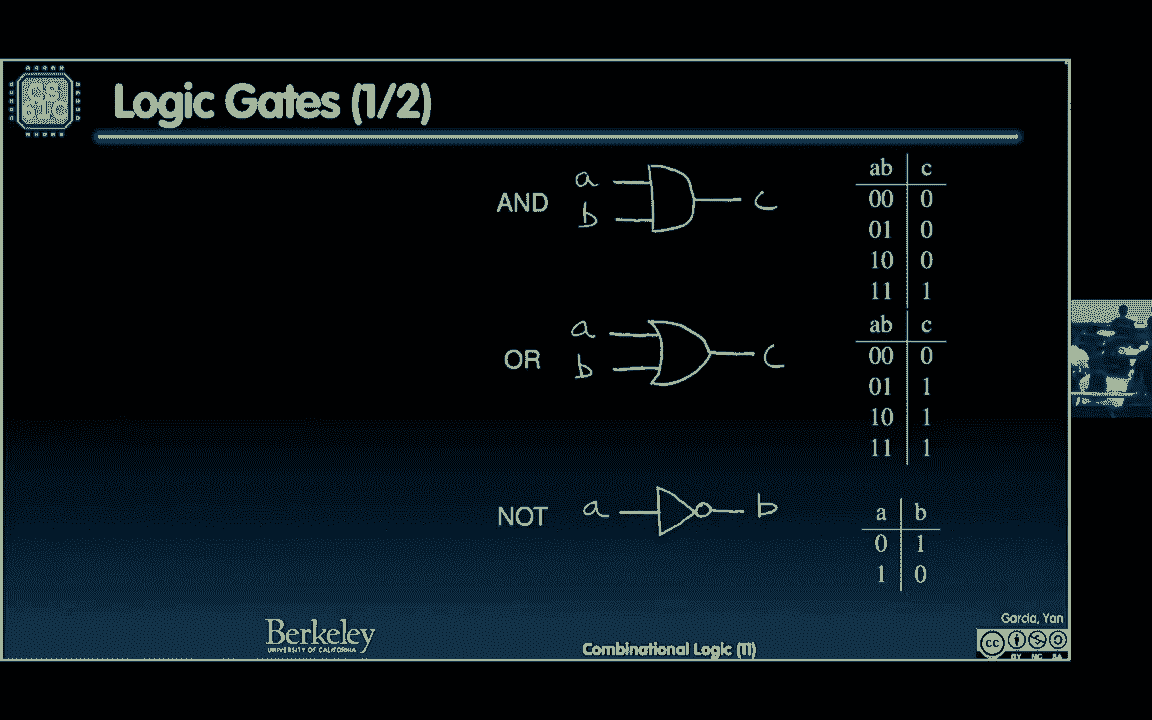 CS
61C
Logic Gates (1/2)
AND a b c
ab c
00 0
01 0
10 0
11 1
OR a b c
ab c
00 0
01 1
10 1
11 1
NOT a b
a b
0 1
1 0
Garcia, Yan
Berkeley
UNIVERSITY OF CALIFORNIA
Combinational Logic (11)
cc
BY NC SA